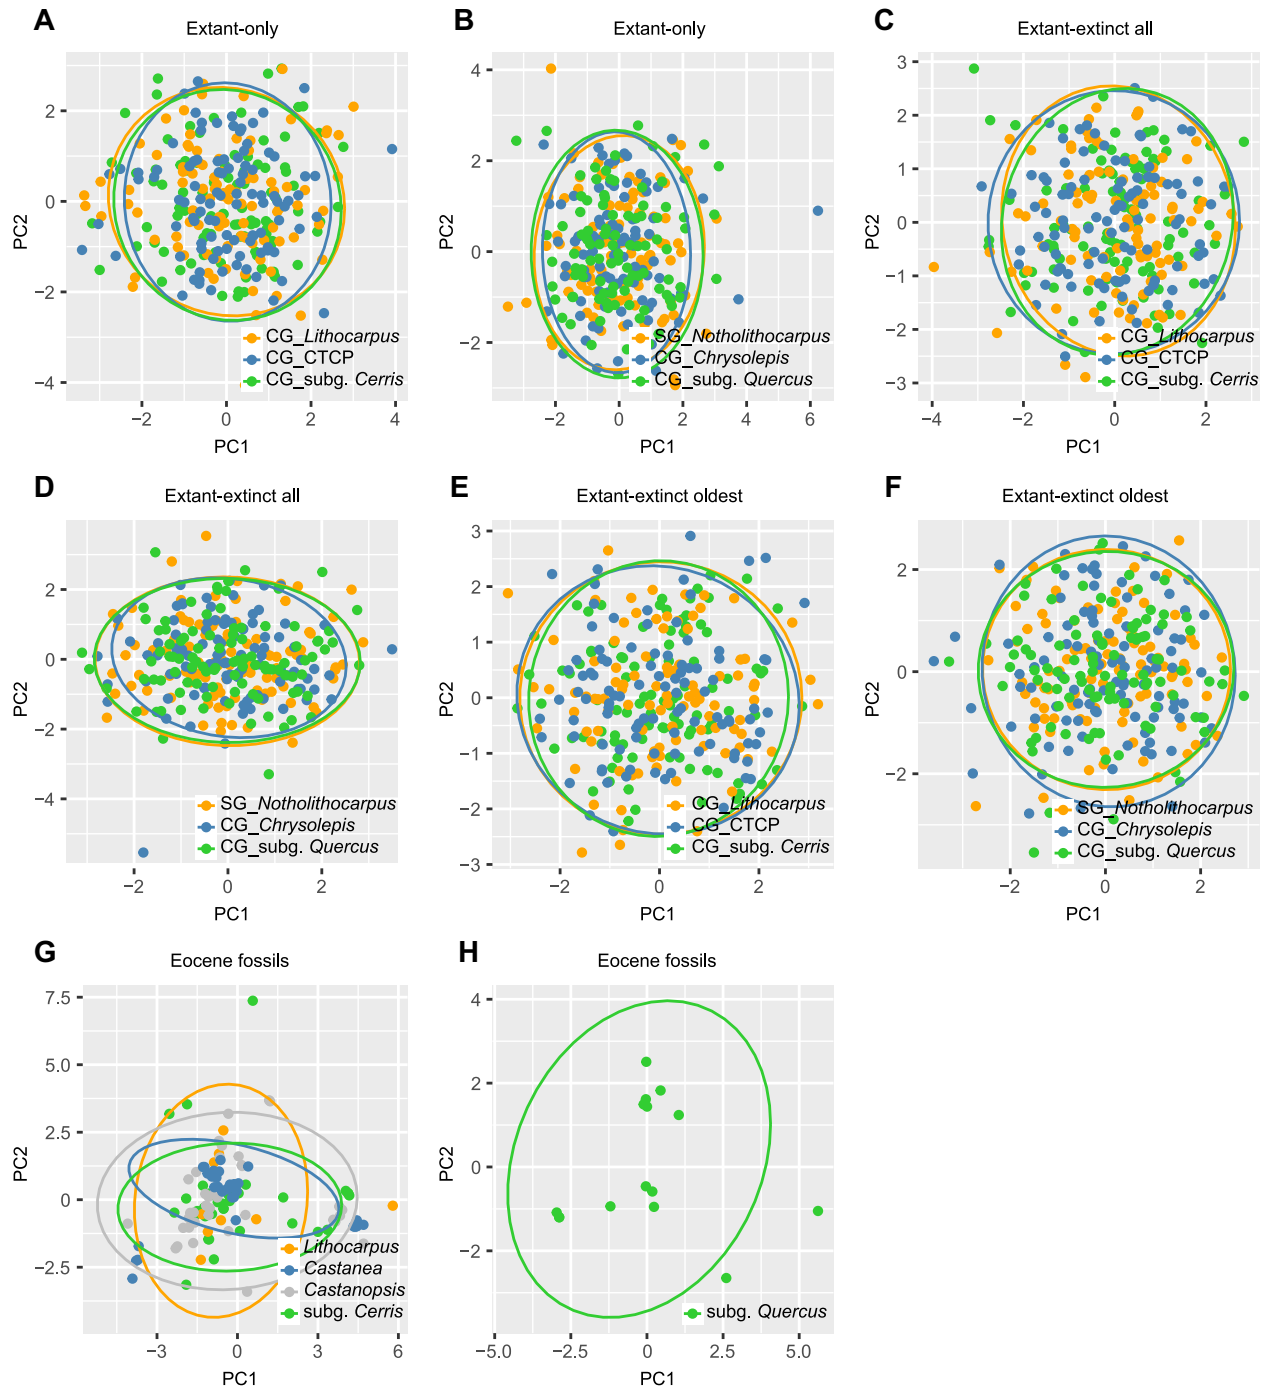 A
Extant-only
PC2
2
0
−2
−4
−2
0
2
4
PC1
CG_Lithocarpus
CG_CTCP
CG_subg. Cerris
B
Extant-only
PC2
4
2
0
−2
−2
0
2
4
6
PC1
SG_Notholithocarpus
CG_Chrysolepis
CG_subg. Quercus
C
Extant-extinct all
PC2
3
2
1
0
−1
−2
−3
−4
−2
0
2
PC1
CG_Lithocarpus
CG_CTCP
CG_subg. Cerris
D
Extant-extinct all
PC2
2
0
−2
−4
−2
0
2
PC1
SG_Notholithocarpus
CG_Chrysolepis
CG_subg. Quercus
E
Extant-extinct oldest
PC2
3
2
1
0
−1
−2
−3
−2
0
2
PC1
CG_Lithocarpus
CG_CTCP
CG_subg. Cerris
F
Extant-extinct oldest
PC2
2
0
−2
−2
0
2
PC1
SG_Notholithocarpus
CG_Chrysolepis
CG_subg. Quercus
G
Eocene fossils
PC2
7.5
5.0
2.5
0
−2.5
−3
0
3
6
PC1
Lithocarpus
Castanea
Castanopsis
subg. Cerris
H
Eocene fossils
PC2
4
2
0
−2
−5.0
−2.5
0
2.5
5.0
PC1
subg. Quercus